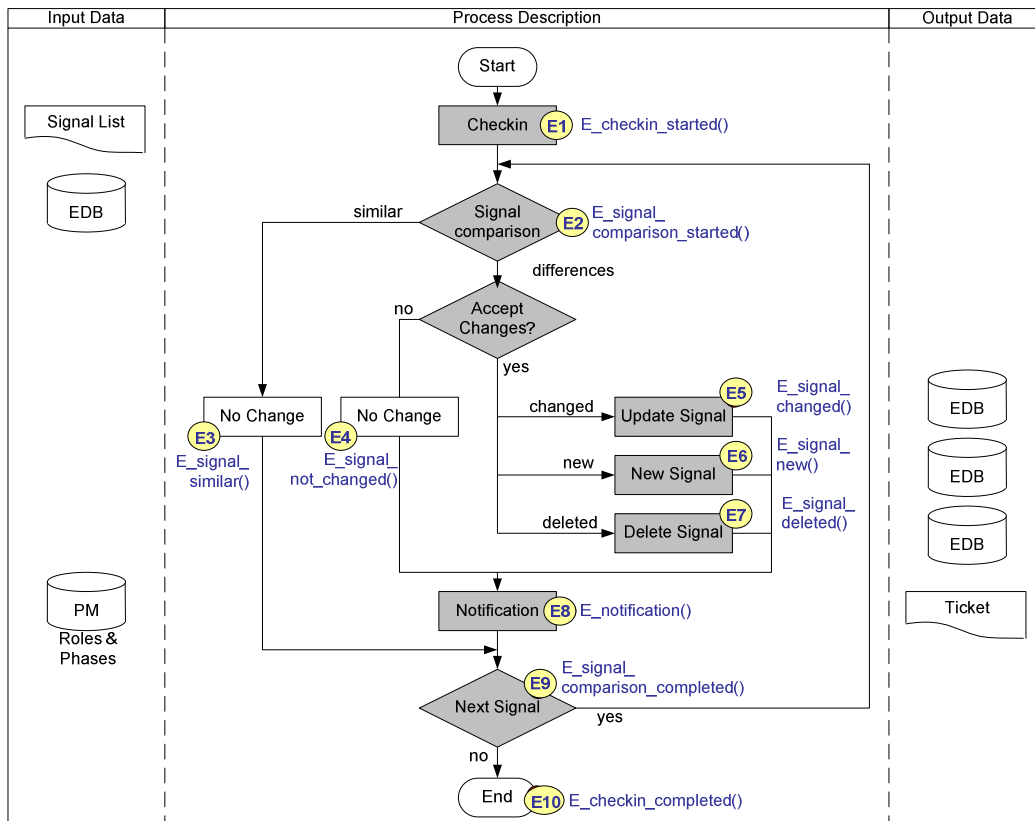 Input Data
Process Description
Output Data
Start
Signal List
Checkin
E1
E_checkin_started()
EDB
similar
Signal
comparison
E2
E_signal_
comparison_started()
differences
no
Accept
Changes?
yes
No Change
E3
E_signal_
similar()
No Change
E4
E_signal_
not_changed()
changed
Update Signal
E5
E_signal_
changed()
EDB
new
New Signal
E6
E_signal_
new()
EDB
deleted
Delete Signal
E7
E_signal_
deleted()
EDB
PM
Roles &
Phases
Notification
E8
E_notification()
Ticket
Next Signal
E9
E_signal_
comparison_completed()
yes
no
End
E10
E_checkin_completed()